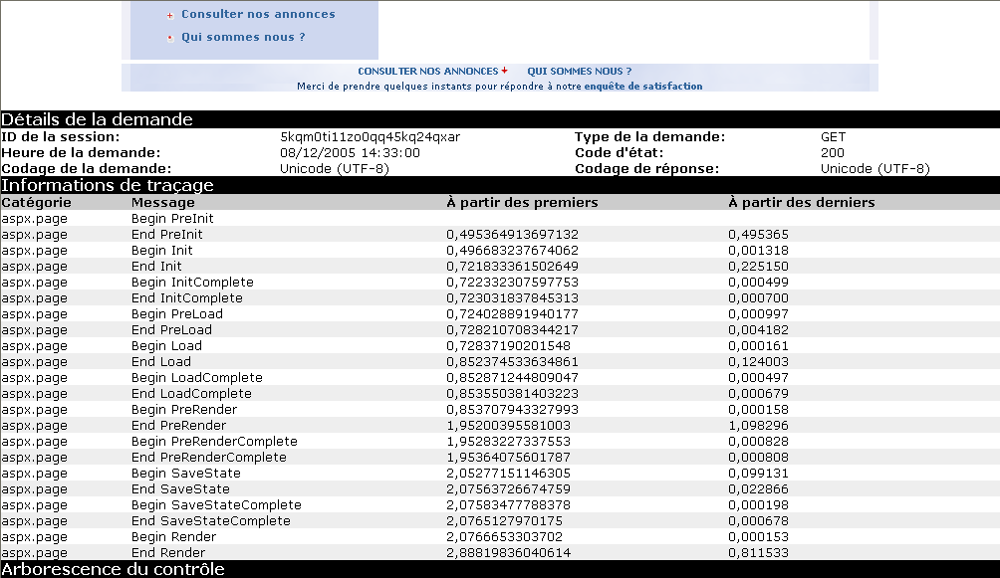 Consulter nos annonces
Qui sommes nous ?
CONSULTER NOS ANNONCES QUI SOMMES NOUS ?
Merci de prendre quelques instants pour répondre à notre enquête de satisfaction
Détails de la demande
ID de la session: 5kqm0ti11zo0qq45kq24qxar Type de la demande: GET
Heure de la demande: 08/12/2005 14:33:00 Code d'état: 200
Codage de la demande: Unicode (UTF-8) Codage de réponse: Unicode (UTF-8)
Informations de traçage
Catégorie Message À partir des premiers À partir des derniers
aspx.page Begin PreInit
aspx.page End PreInit 0,495364913697132 0,495365
aspx.page Begin Init 0,496683237674062 0,001318
aspx.page End Init 0,721833361502649 0,225150
aspx.page Begin InitComplete 0,722332307597753 0,000499
aspx.page End InitComplete 0,723031837845313 0,000700
aspx.page Begin PreLoad 0,724028891940177 0,000997
aspx.page End PreLoad 0,728210708344217 0,004182
aspx.page Begin Load 0,72837190201548 0,000161
aspx.page End Load 0,852374533634861 0,124003
aspx.page Begin LoadComplete 0,852871244809047 0,000497
aspx.page End LoadComplete 0,853550381403223 0,000679
aspx.page Begin PreRender 0,853707943327993 0,000158
aspx.page End PreRender 1,95200395581003 1,098296
aspx.page Begin PreRenderComplete 1,95283227337553 0,000828
aspx.page End PreRenderComplete 1,95364075601787 0,000808
aspx.page Begin SaveState 2,05277151146305 0,099131
aspx.page End SaveState 2,07563726674759 0,022866
aspx.page Begin SaveStateComplete 2,07583477788378 0,000198
aspx.page End SaveStateComplete 2,0765127970175 0,000678
aspx.page Begin Render 2,0766653303702 0,000153
aspx.page End Render 2,88819836040614 0,811533
Arborescence du contrôle